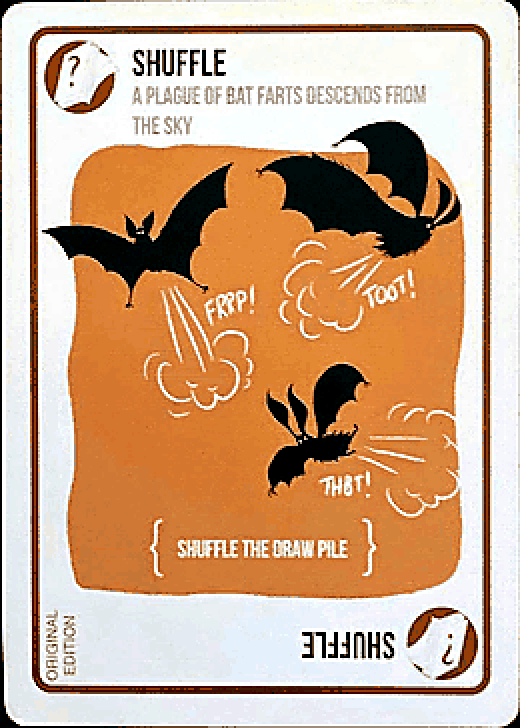 ?
SHUFFLE
A PLAGUE OF BAT FARTS DESCENDS FROM
THE SKY
FRRP!
TOOT!
THBT!
{ SHUFFLE THE DRAW PILE }
ORIGINAL
EDITION
SHUFFLE
?